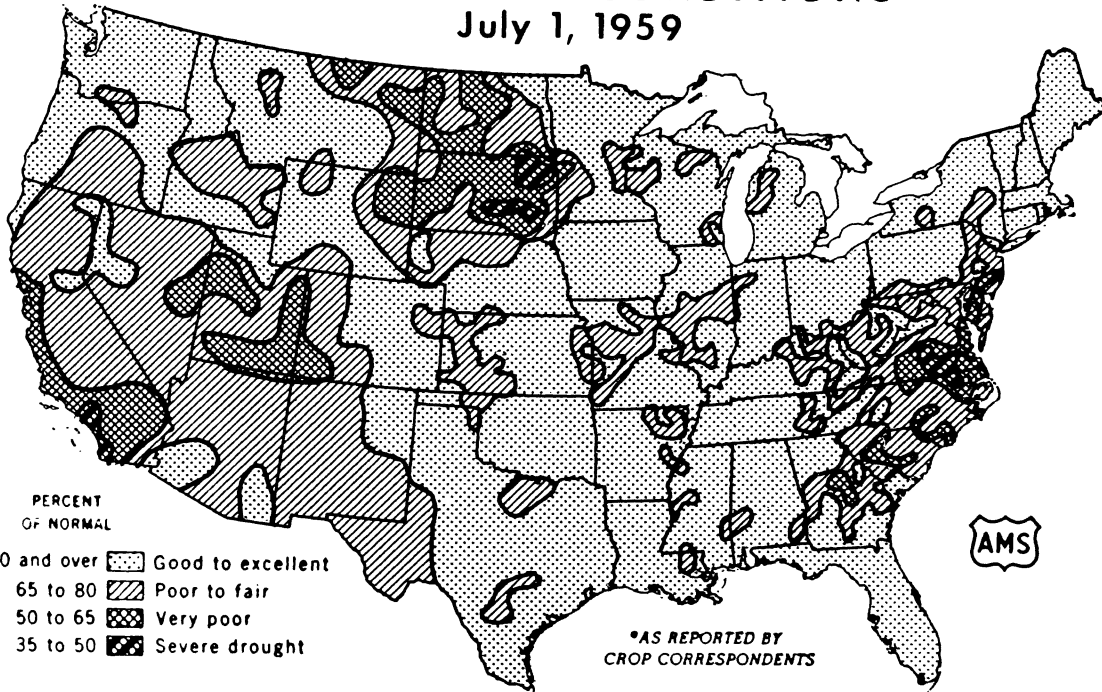 July 1, 1959
PERCENT
OF NORMAL
0 and over Good to excellent
65 to 80 Poor to fair
50 to 65 Very poor
35 to 50 Severe drought
*AS REPORTED BY
CROP CORRESPONDENTS
AMS